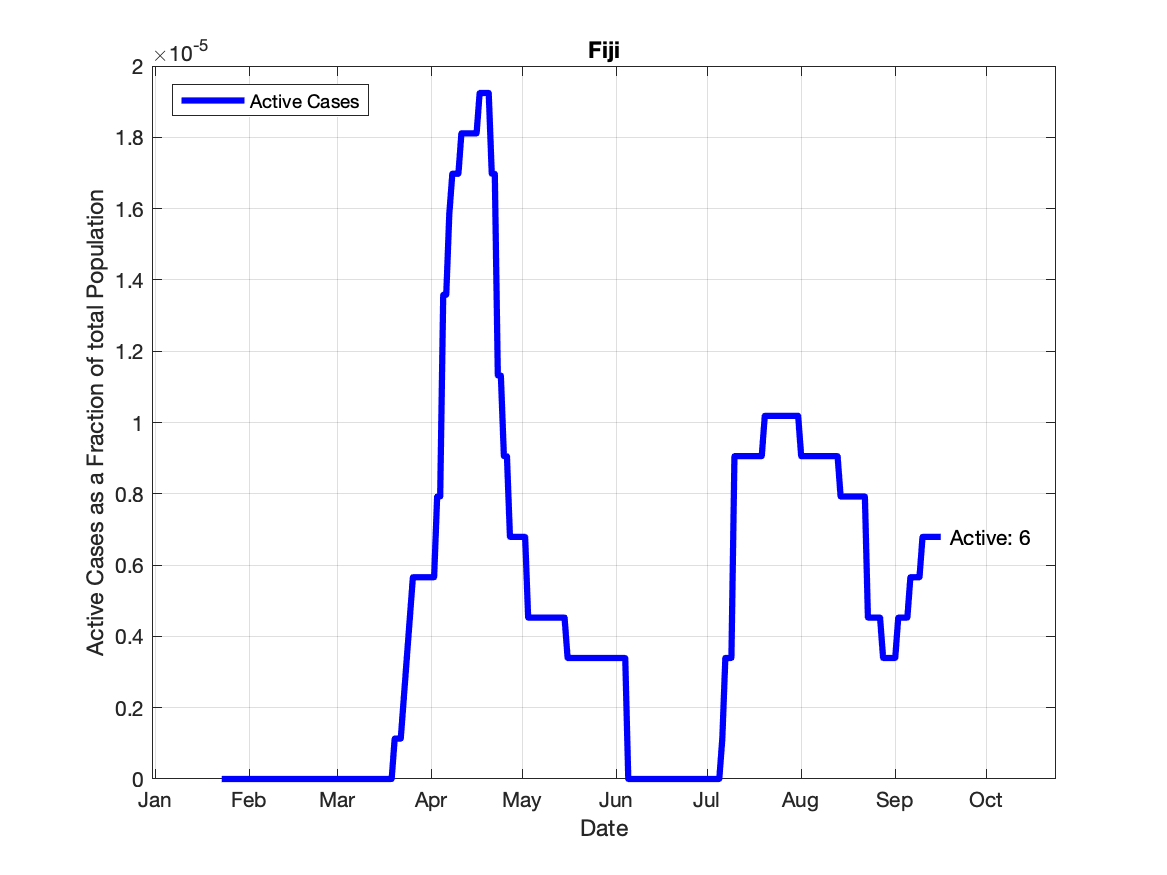 Fiji
×10-5
Active Cases
2
1.8
1.6
1.4
1.2
1
0.8
0.6
0.4
0.2
0
Active Cases as a Fraction of total Population
Active: 6
Jan Feb Mar Apr May Jun Jul Aug Sep Oct
Date